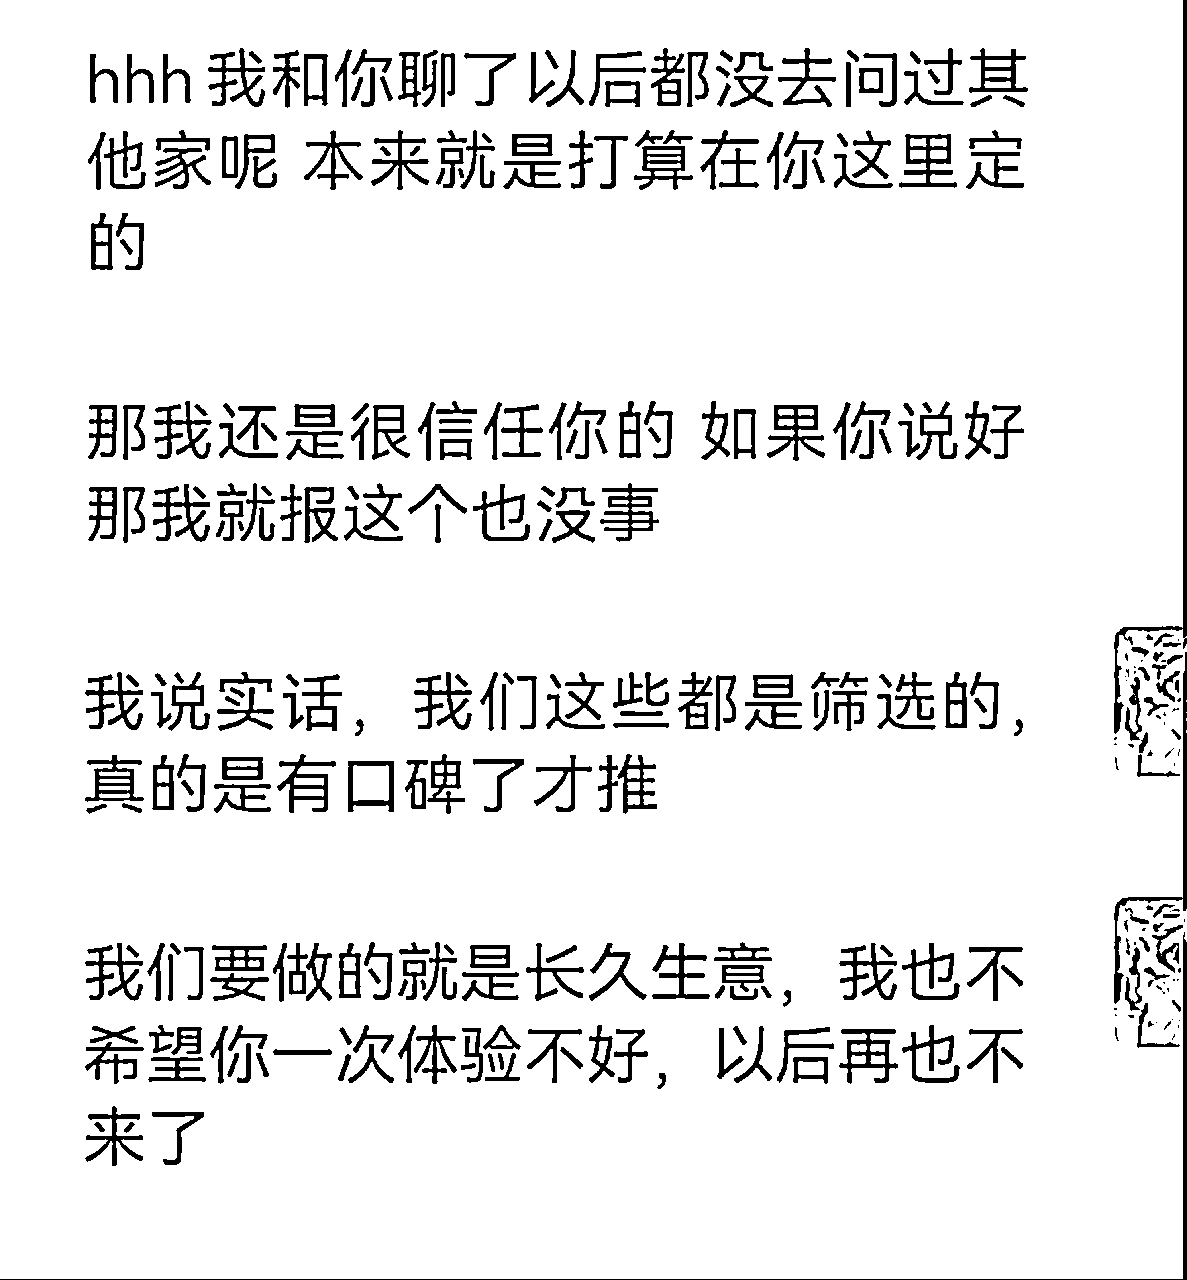 hhh 我和你聊了以后都没去问过其
他家呢 本来就是打算在你这里定
的
那我还是很信任你的 如果你说好
那我就报这个也没事
我说实话，我们这些都是筛选的，
真的是有口碑了才推
我们要做的就是长久生意，我也不
希望你一次体验不好，以后再也不
来了